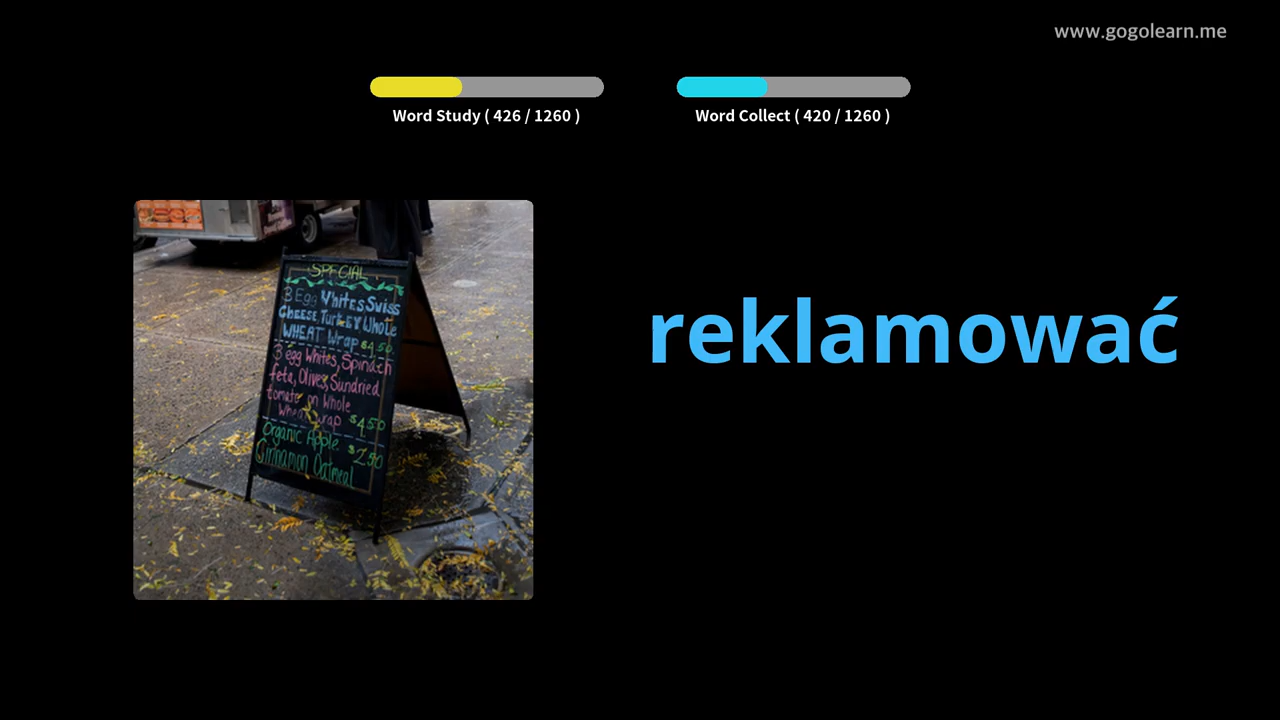 www.gogolearn.me
Word Study ( 426 / 1260 )
Word Collect ( 420 / 1260 )
SPECIAL
3 Egg Whites Swiss
Cheese, Turkey Whole
WHEAT Wrap $4.50
3 egg Whites, Spinach
feta, Olives, Sundried
tomato on Whole
Wheat Wrap $4.50
Organic Apple $2.50
Cinnamon Oatmeal
reklamować